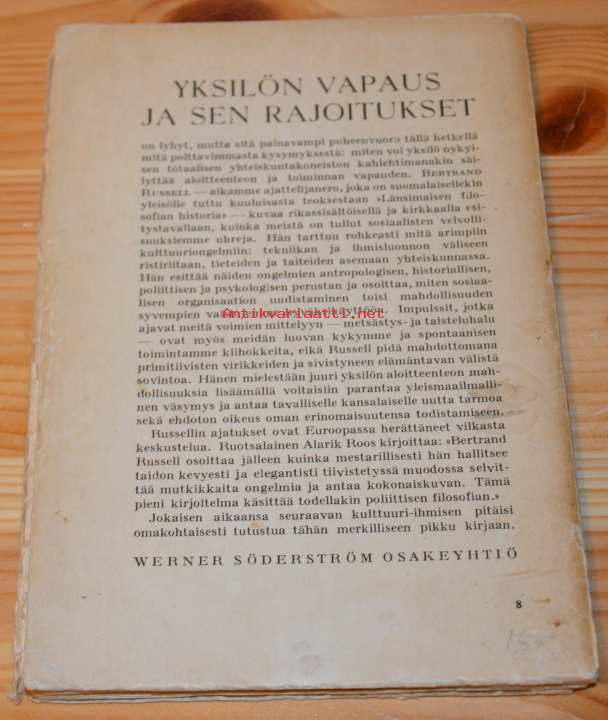 YKSILÖN VAPAUS
JA SEN RAJOITUKSET
on lyhyt, mutta sitä painavampi puheenvuoro tällä hetkellä
mitä polttavimmasta kysymyksestä: miten voi yksilö nykyi-
sen totaalisen yhteiskuntakoneiston kahlehtimanakin säi-
lyttää aloitteenteon ja toiminnan vapauden. BERTRAND
RUSSELL — aikamme ajattelijanero, joka on suomalaisellekin
yleisölle tuttu kuuluisasta teoksestaan »Länsimaisen filo-
sofian historia» — kuvaa rikassisältöisellä ja kirkkaalla esi-
tystavallaan, kuinka meistä on tullut sosiaalisten velvolli-
suuksiemme uhreja. Hän tarttuu rohkeasti mitä arimpiin
kulttuuriongelmiin: tekniikan ja ihmisluonnon väliseen
ristiriitaan, tieteiden ja taiteiden asemaan yhteiskunnassa.
Hän esittää näiden ongelmien antropologisen, historiallisen,
poliittisen ja psykologisen perustan ja osoittaa, miten sosiaa-
lisen organisaation uudistaminen toisi mahdollisuuden
syvempien
Antikvariaatti.net
Impulssit, jotka
ajavat meitä voimien mittelyyn — metsästys- ja taisteluhalu
— ovat myös meidän luovan kykymme ja spontaanisen
toimintamme kiihokkeita, eikä Russell pidä mahdottomana
primitiivisten virikkeiden ja sivistyneen elämäntavan välistä
sovintoa. Hänen mielestään juuri yksilön aloitteenteon mah-
dollisuuksia lisäämällä voitaisiin parantaa yleismaailmalli-
nen väsymys ja antaa tavalliselle kansalaiselle uutta tarmoa
sekä ehdoton oikeus oman erinomaisuutensa todistamiseen.
Russellin ajatukset ovat Euroopassa herättäneet vilkasta
keskustelua. Ruotsalainen Alarik Roos kirjoittaa: »Bertrand
Russell osoittaa jälleen kuinka mestarillisesti hän hallitsee
taidon kevyesti ja elegantisti tiivistetyssä muodossa selvit-
tää mutkikkaita ongelmia ja antaa kokonaiskuvan. Tämä
pieni kirjoitelma käsittää todellakin poliittisen filosofian.»
Jokaisen aikaansa seuraavan kulttuuri-ihmisen pitäisi
omakohtaisesti tutustua tähän merkilliseen pikku kirjaan.
WERNER SÖDERSTRÖM OSAKEYHTIÖ
8